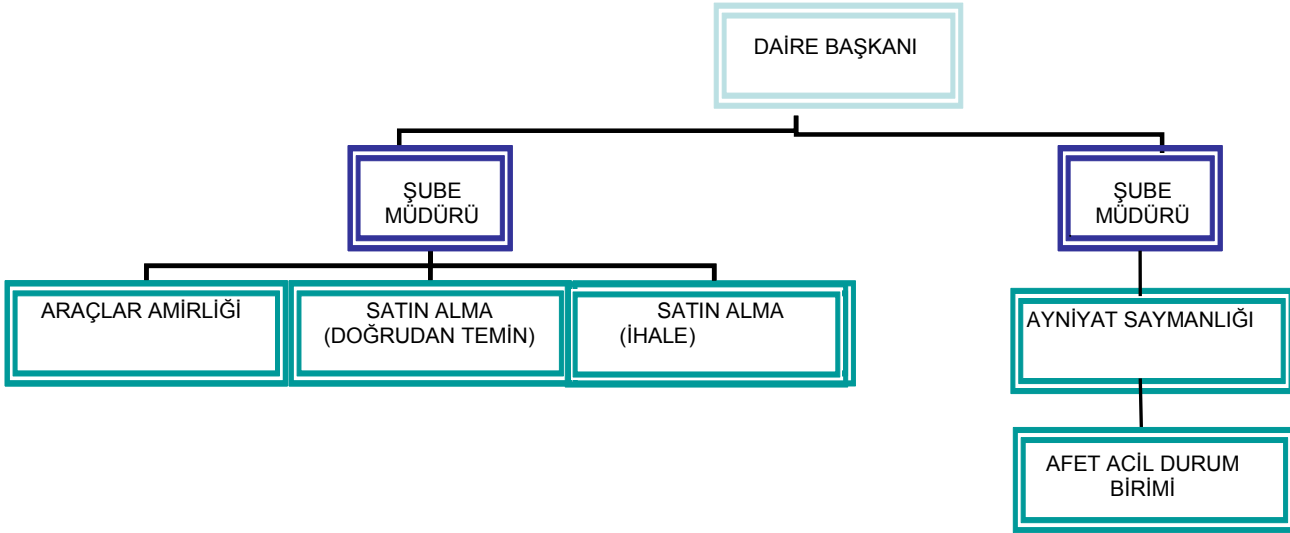 DAİRE BAŞKANI
ŞUBE
MÜDÜRÜ
ŞUBE
MÜDÜRÜ
ARAÇLAR AMİRLİĞİ
SATIN ALMA
(DOĞRUDAN TEMİN)
SATIN ALMA
(İHALE)
AYNİYAT SAYMANLIĞI
AFET ACİL DURUM
BİRİMİ